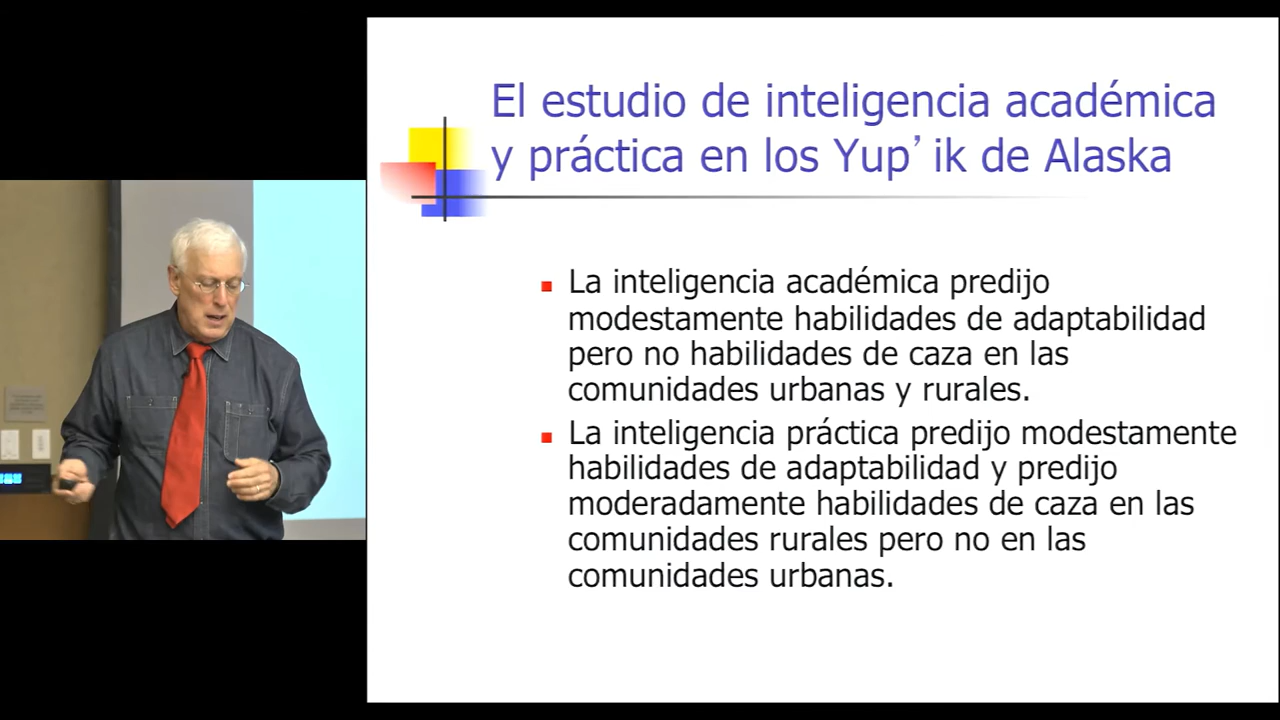 El estudio de inteligencia académica
y práctica en los Yup’ik de Alaska
La inteligencia académica predijo
modestamente habilidades de adaptabilidad
pero no habilidades de caza en las
comunidades urbanas y rurales.
La inteligencia práctica predijo modestamente
habilidades de adaptabilidad y predijo
moderadamente habilidades de caza en las
comunidades rurales pero no en las
comunidades urbanas.